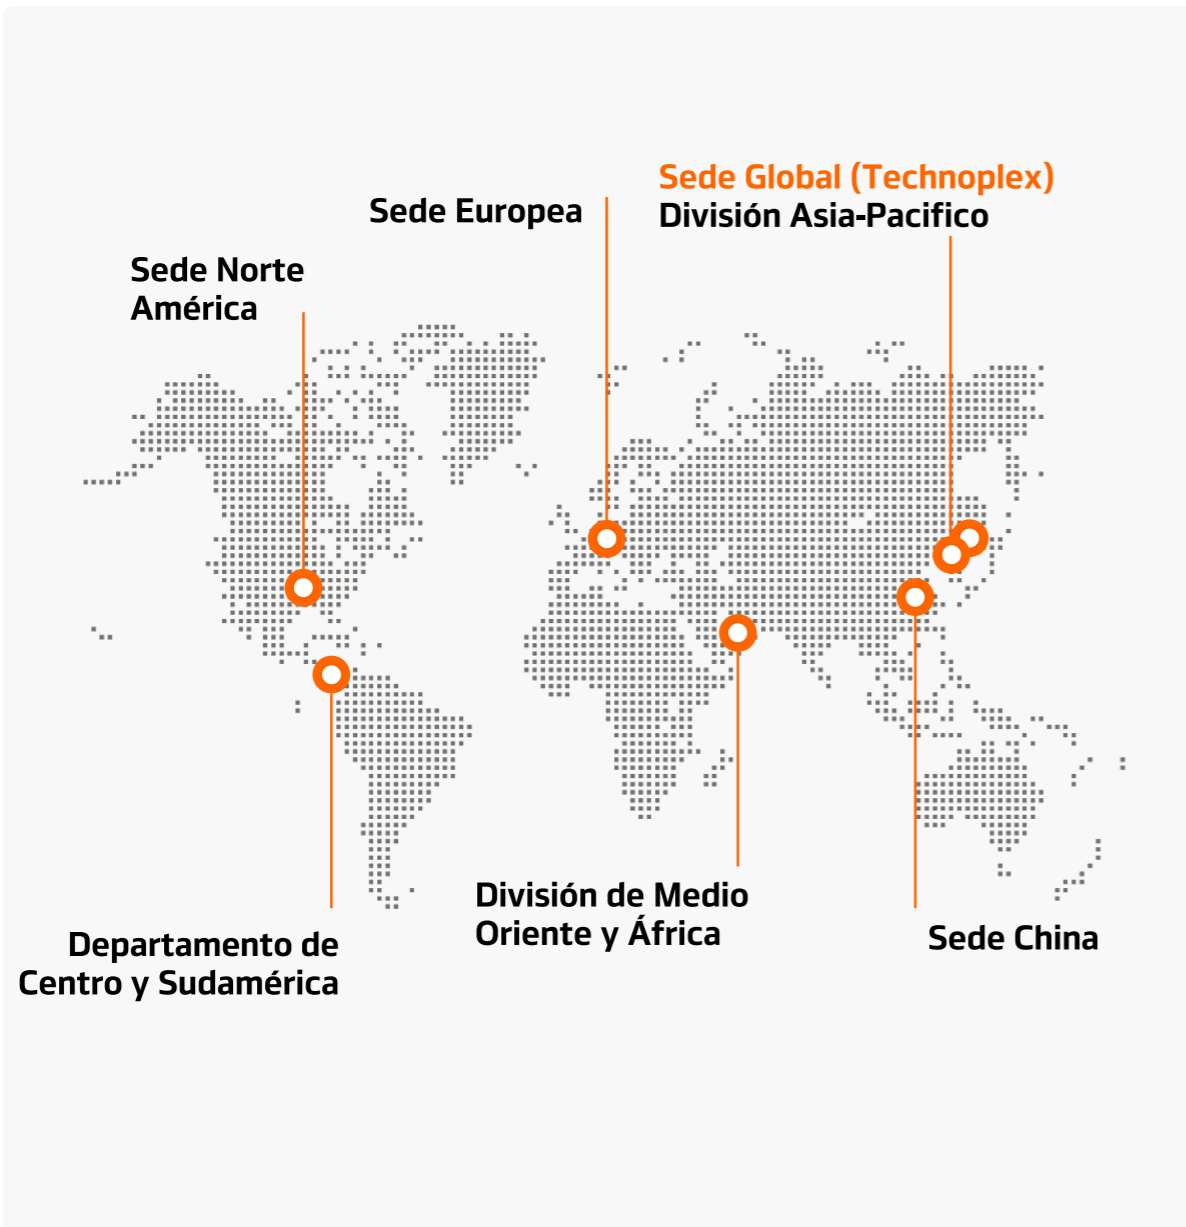 Sede Global (Technoplex)
División Asia-Pacifico
Sede Europea
Sede Norte
América
División de Medio
Oriente y África
Sede China
Departamento de
Centro y Sudamérica